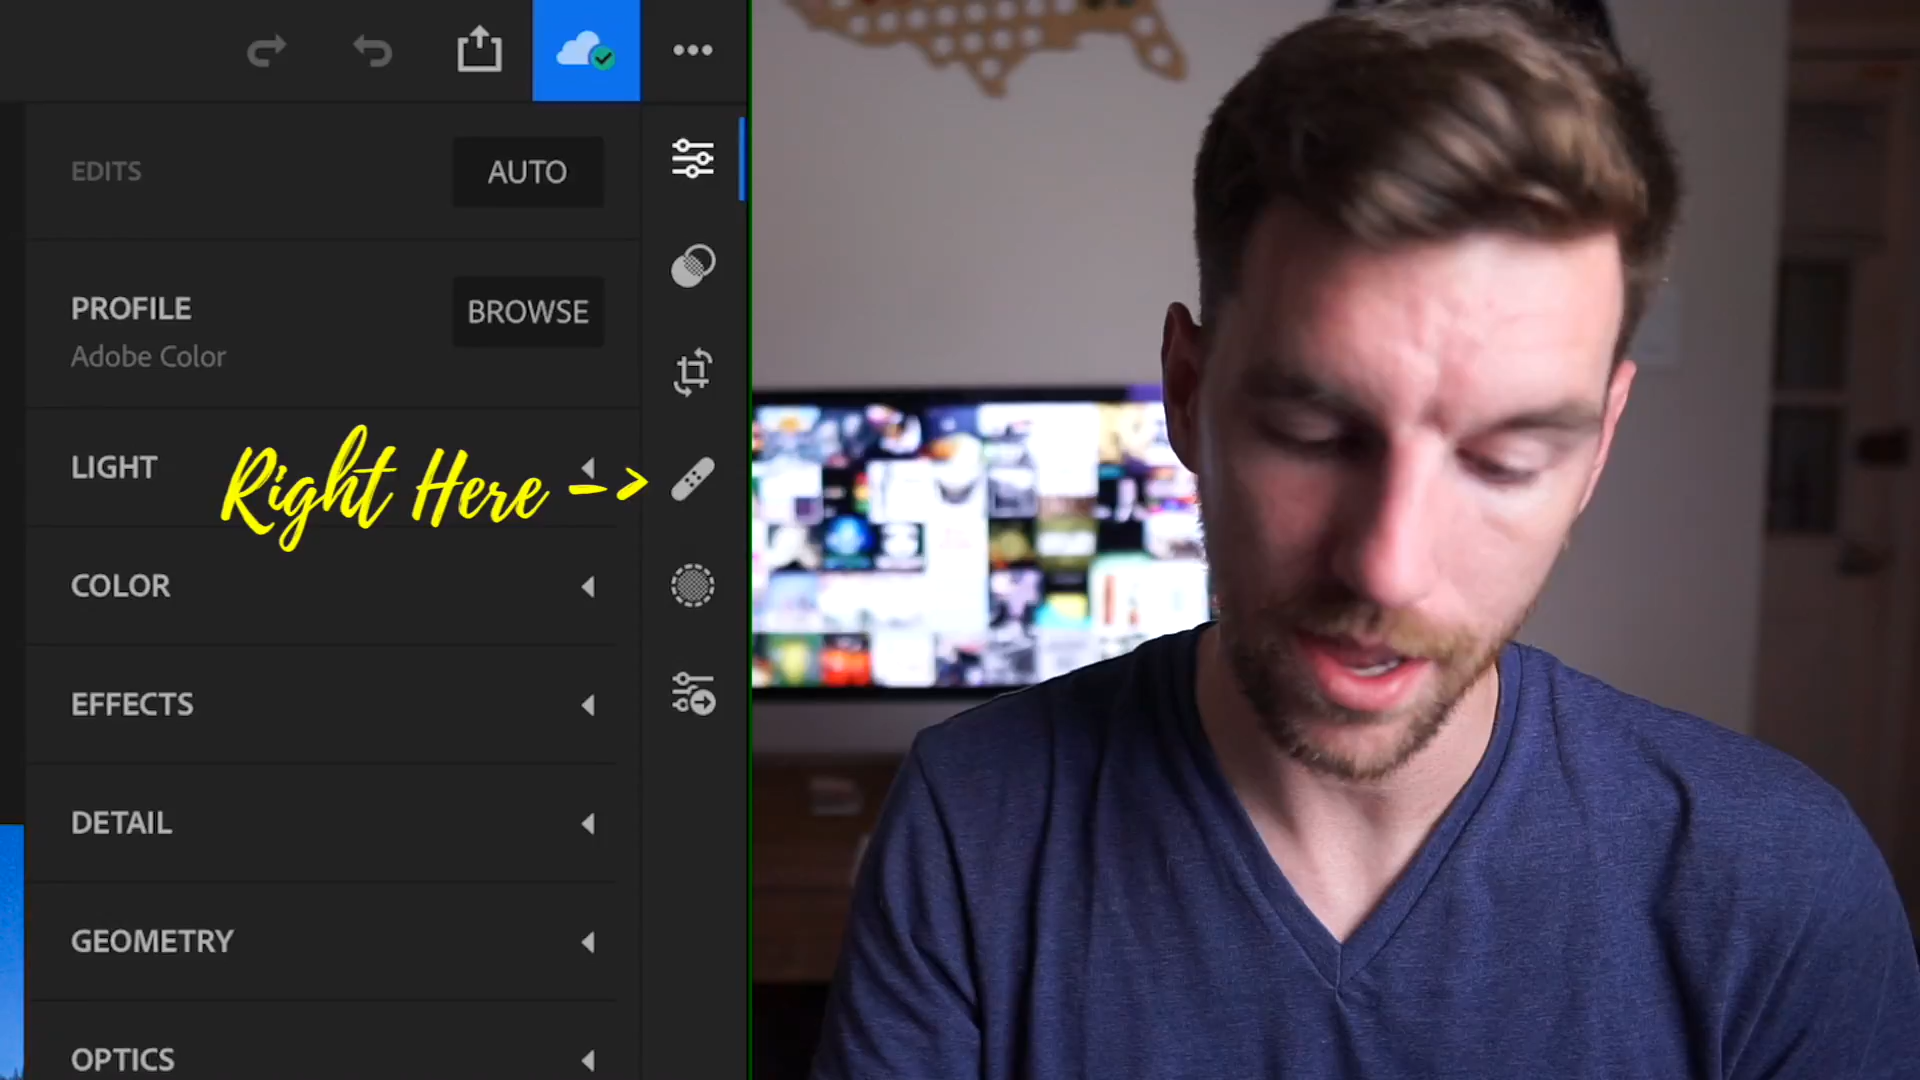 EDITS
AUTO
PROFILE
BROWSE
Adobe Color
LIGHT
Right Here ->
COLOR
EFFECTS
DETAIL
GEOMETRY
OPTICS